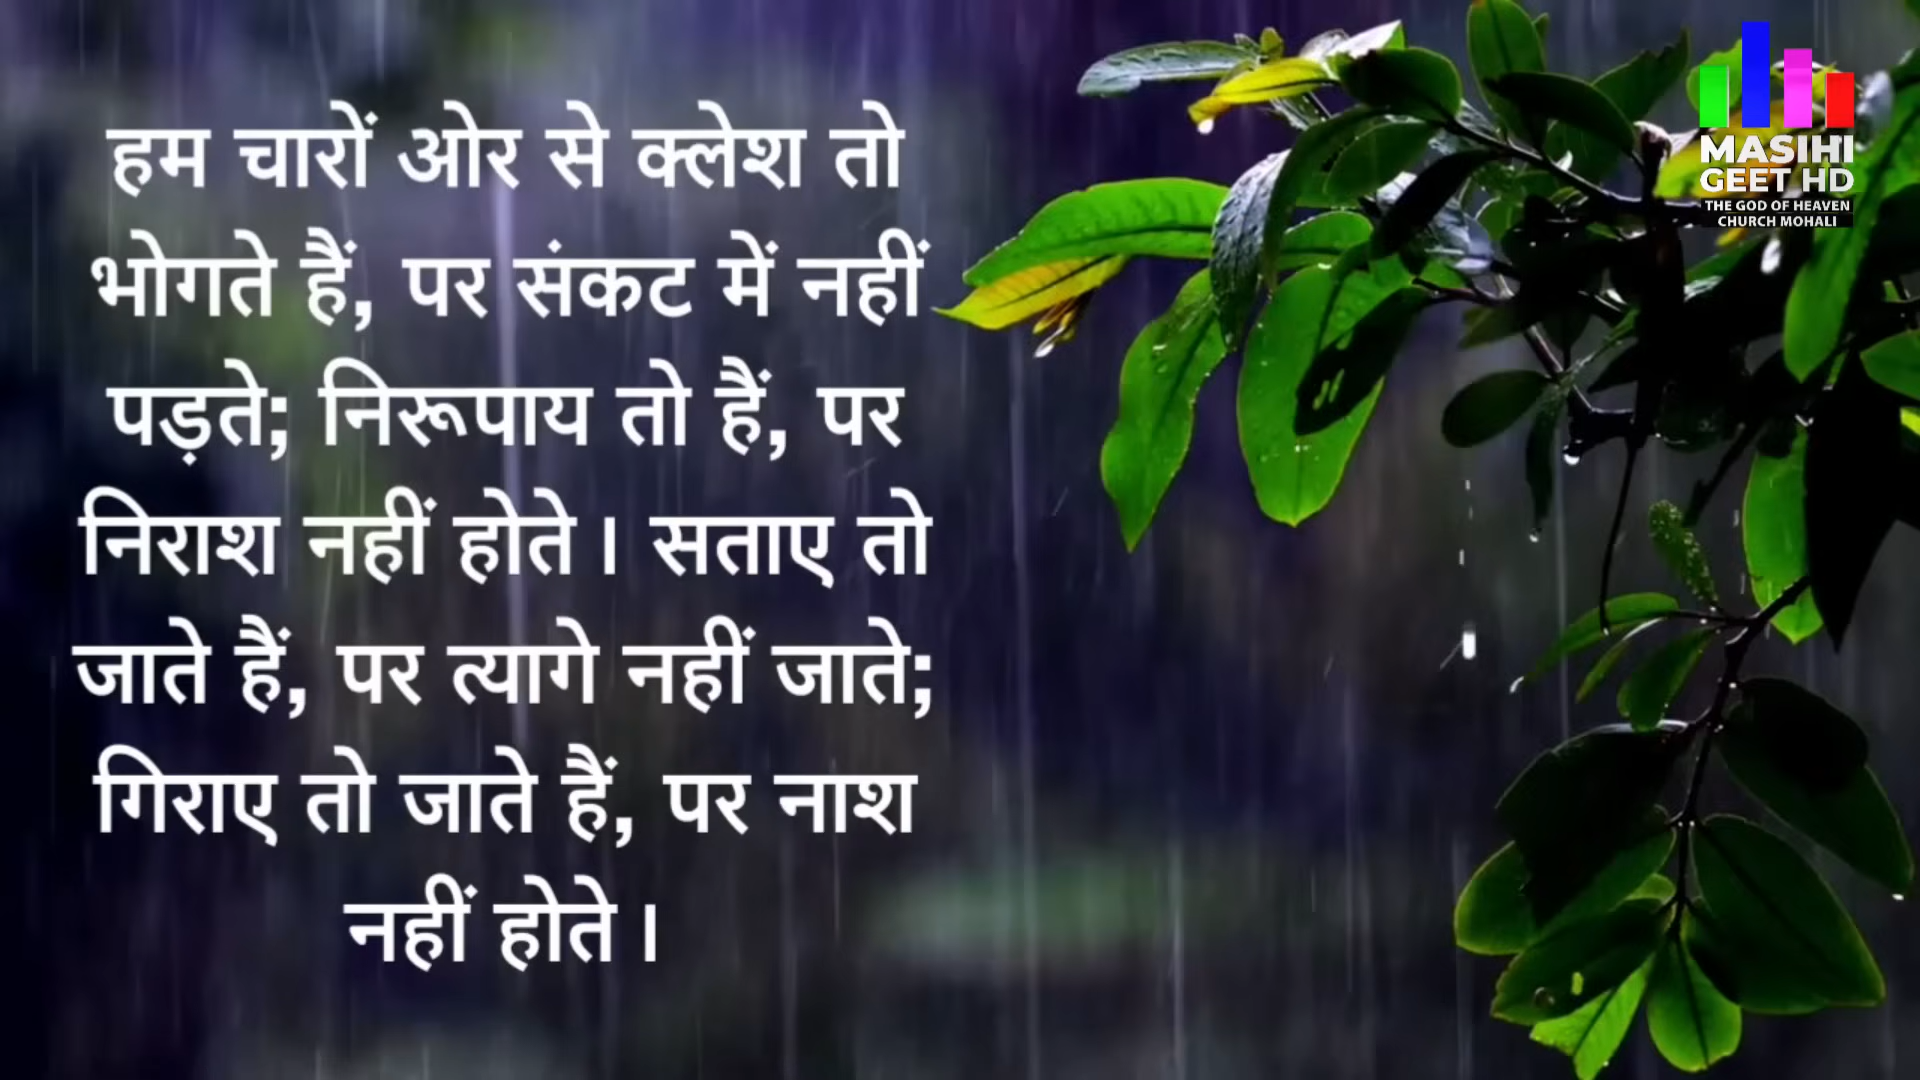 हम चारों ओर से क्लेश तो
भोगते हैं, पर संकट में नहीं
पड़ते; निरूपाय तो हैं, पर
निराश नहीं होते। सताए तो
जाते हैं, पर त्यागे नहीं जाते;
गिराए तो जाते हैं, पर नाश
नहीं होते।
MASIHI
GEET HD
THE GOD OF HEAVEN
CHURCH MOHALI